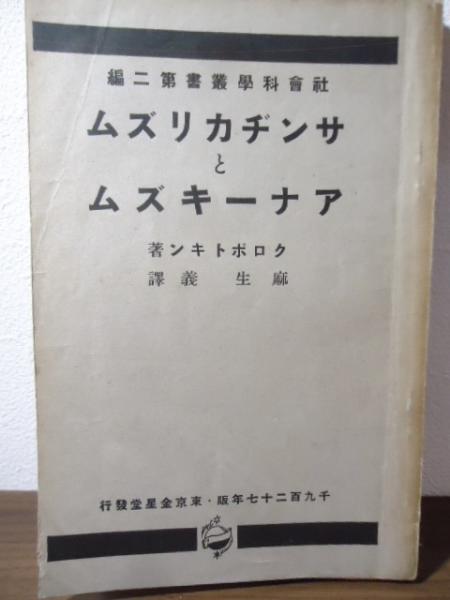 社會科學叢書第二編
サンヂカリズム
と
アナーキズム
クロポトキン著
麻生義譯
千九百二十七年版・東京金星堂發行